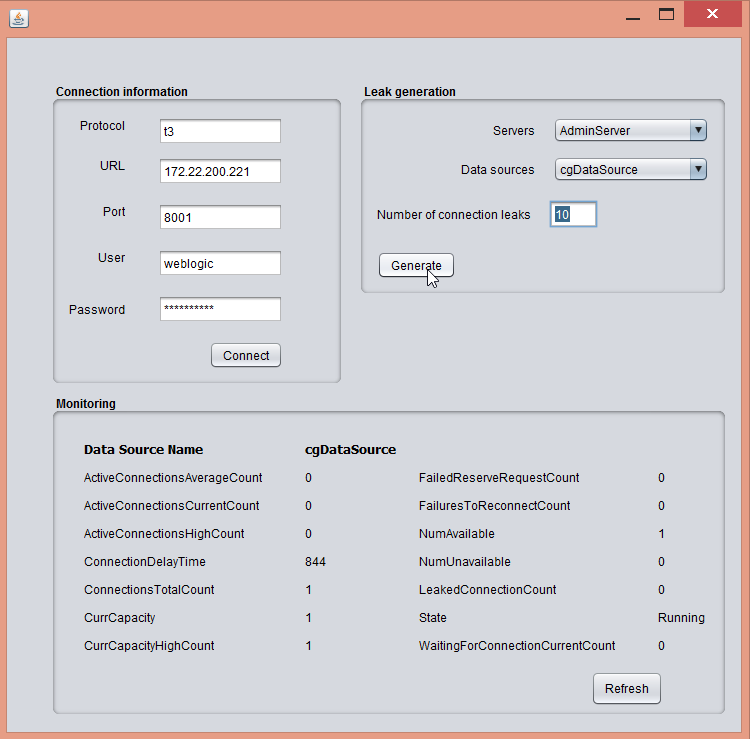 Connection information
Protocol t3
URL 172.22.200.221
Port 8001
User weblogic
Password **********
Connect
Leak generation
Servers AdminServer
Data sources cgDataSource
Number of connection leaks 10
Generate
Monitoring
Data Source Name cgDataSource
ActiveConnectionsAverageCount 0 FailedReserveRequestCount 0
ActiveConnectionsCurrentCount 0 FailuresToReconnectCount 0
ActiveConnectionsHighCount 0 NumAvailable 1
ConnectionDelayTime 844 NumUnavailable 0
ConnectionsTotalCount 1 LeakedConnectionCount 0
CurrCapacity 1 State Running
CurrCapacityHighCount 1 WaitingForConnectionCurrentCount 0
Refresh